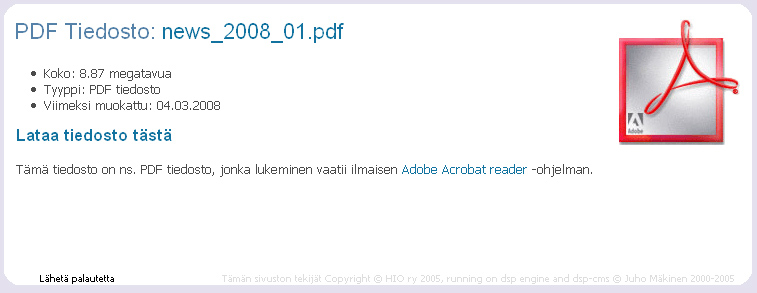 PDF Tiedosto: news_2008_01.pdf
Koko: 8.87 megatavua
Tyyppi: PDF tiedosto
Viimeksi muokattu: 04.03.2008
Adobe
Lataa tiedosto tästä
Tämä tiedosto on ns. PDF tiedosto, jonka lukeminen vaatii ilmaisen Adobe Acrobat reader -ohjelman.
Lähetä palautetta
Tämän sivuston tekijät Copyright © HIO ry 2005, running on dsp engine and dsp-cms © Juho Mäkinen 2000-2005